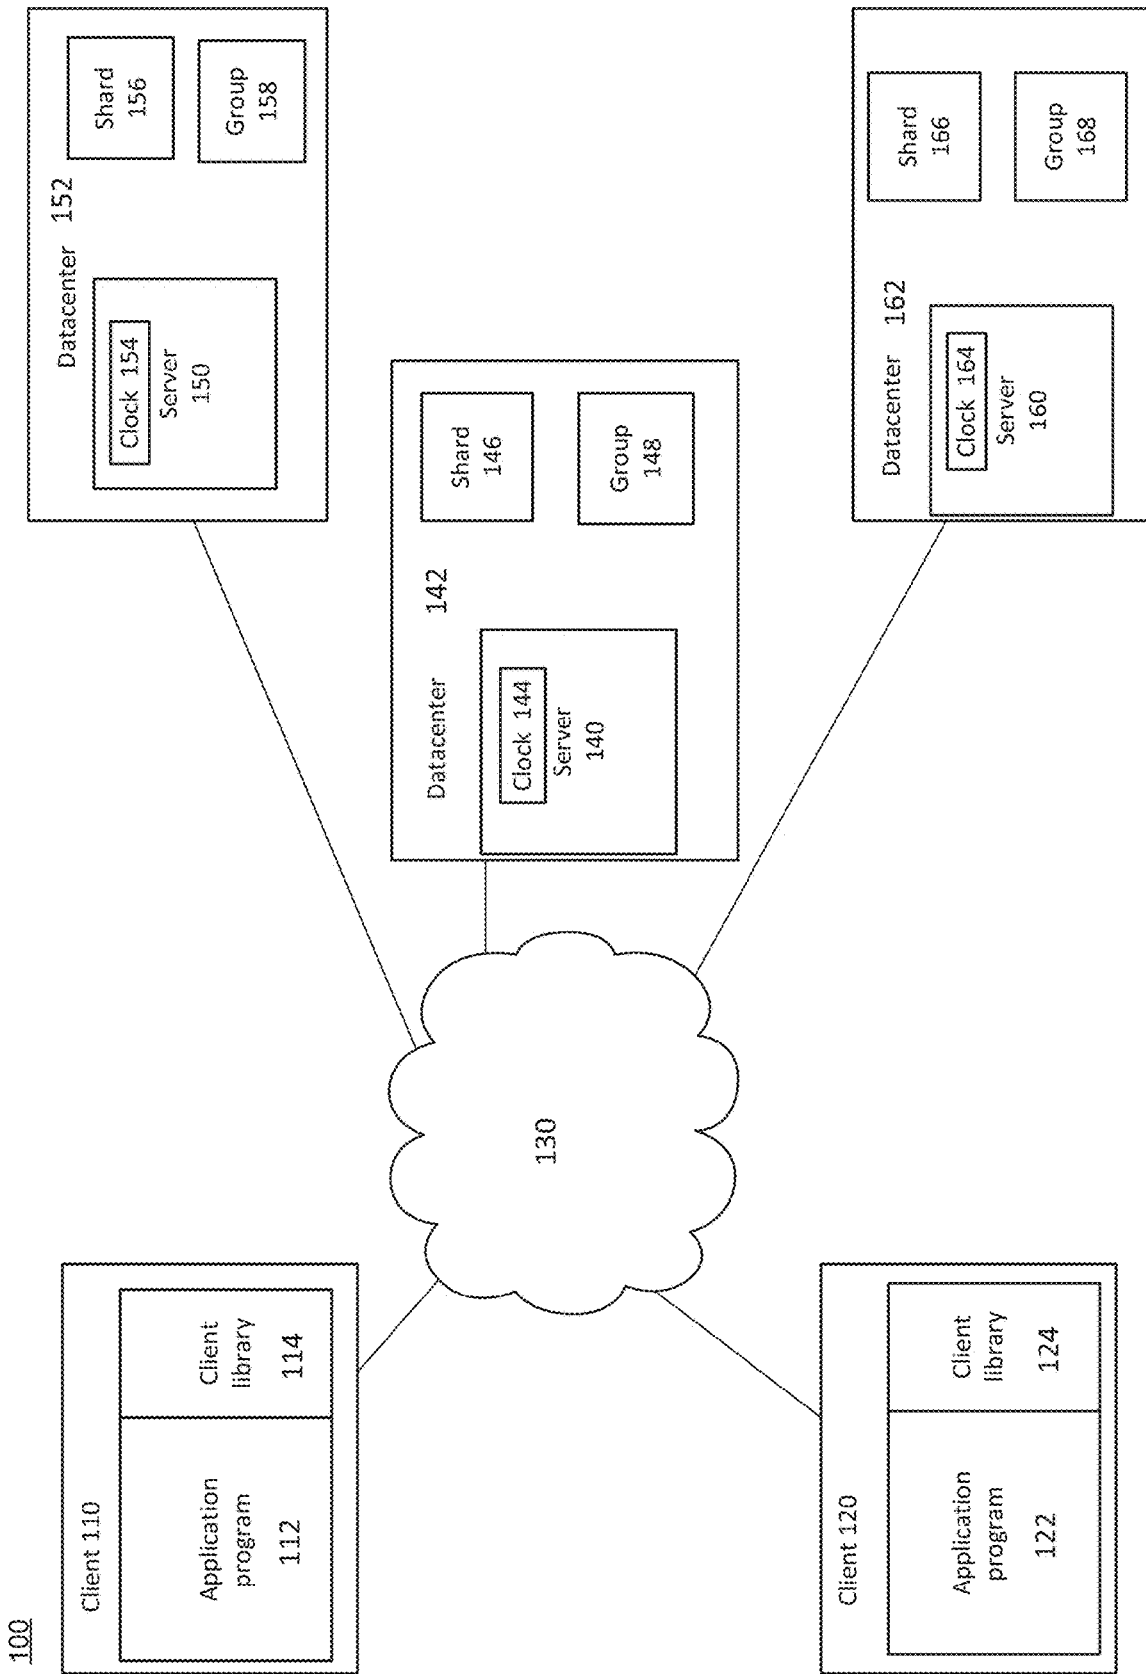 100
Client 110
Application
program
112
Client
library
114
Client 120
Application
program
122
Client
library
124
130
Datacenter 152
Clock 154
Server
150
Shard
156
Group
158
Datacenter 142
Clock 144
Server
140
Shard
146
Group
148
Datacenter 162
Clock 164
Server
160
Shard
166
Group
168